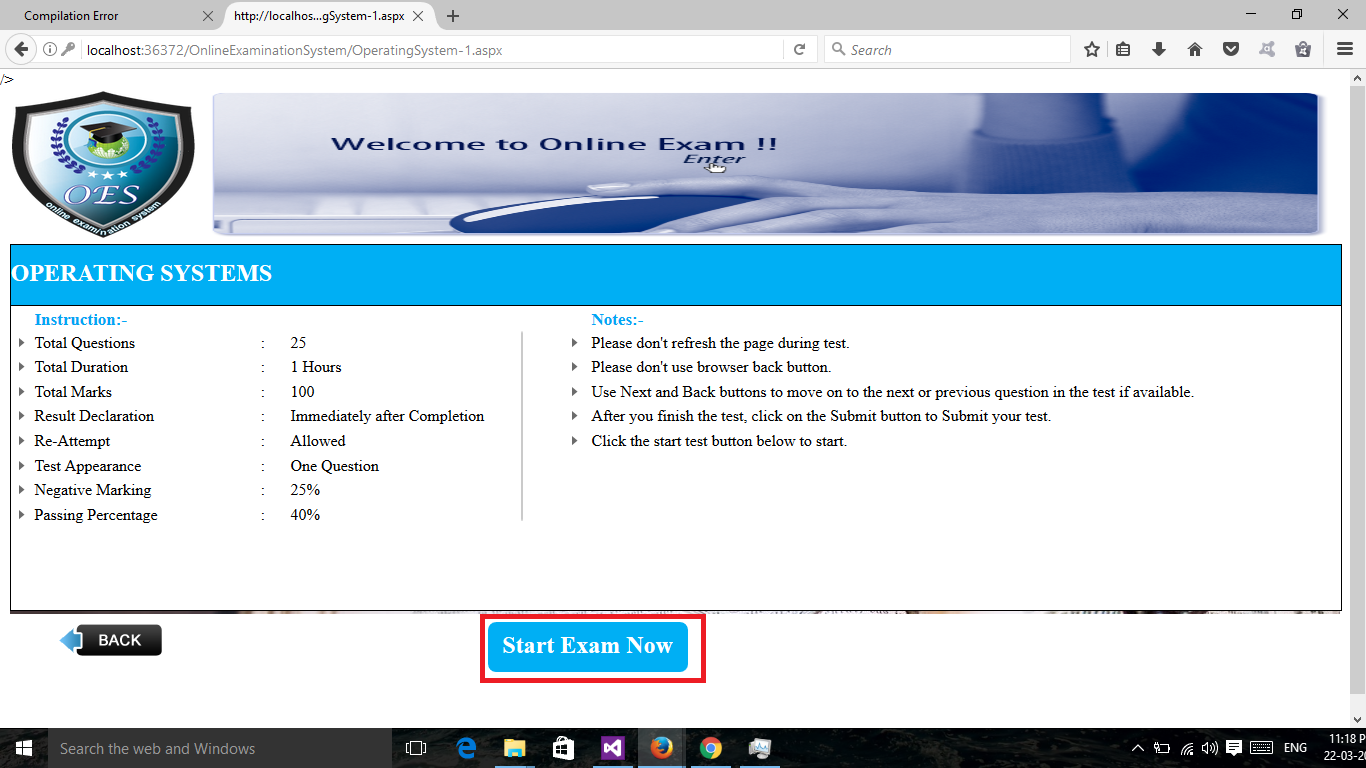 Compilation Error
http://localhos...gSystem-1.aspx
localhost:36372/OnlineExaminationSystem/OperatingSystem-1.aspx
Search
/>
OES
online examination system
Welcome to Online Exam !!
Enter
OPERATING SYSTEMS
Instruction:-
Total Questions : 25
Total Duration : 1 Hours
Total Marks : 100
Result Declaration : Immediately after Completion
Re-Attempt : Allowed
Test Appearance : One Question
Negative Marking : 25%
Passing Percentage : 40%
Notes:-
Please don't refresh the page during test.
Please don't use browser back button.
Use Next and Back buttons to move on to the next or previous question in the test if available.
After you finish the test, click on the Submit button to Submit your test.
Click the start test button below to start.
BACK
Start Exam Now
Search the web and Windows
ENG
11:18 P
22-03-2